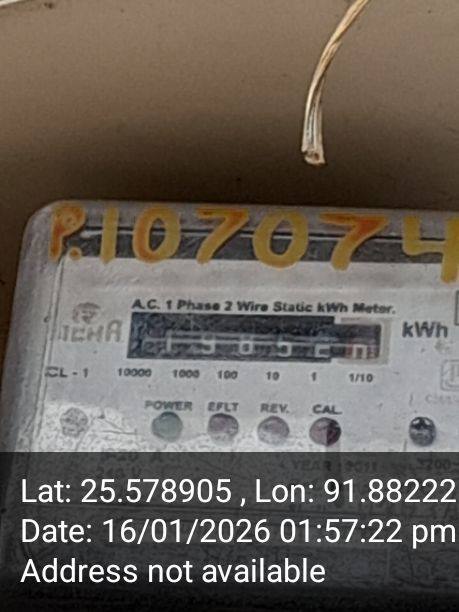 P.107074
A.C. 1 Phase 2 Wire Static kWh Meter.
kWh
CL - 1 10000 1000 100 10 1 1/10
POWER EFLT REV. CAL.
YEAR
Lat: 25.578905 , Lon: 91.88222
Date: 16/01/2026 01:57:22 pm
Address not available